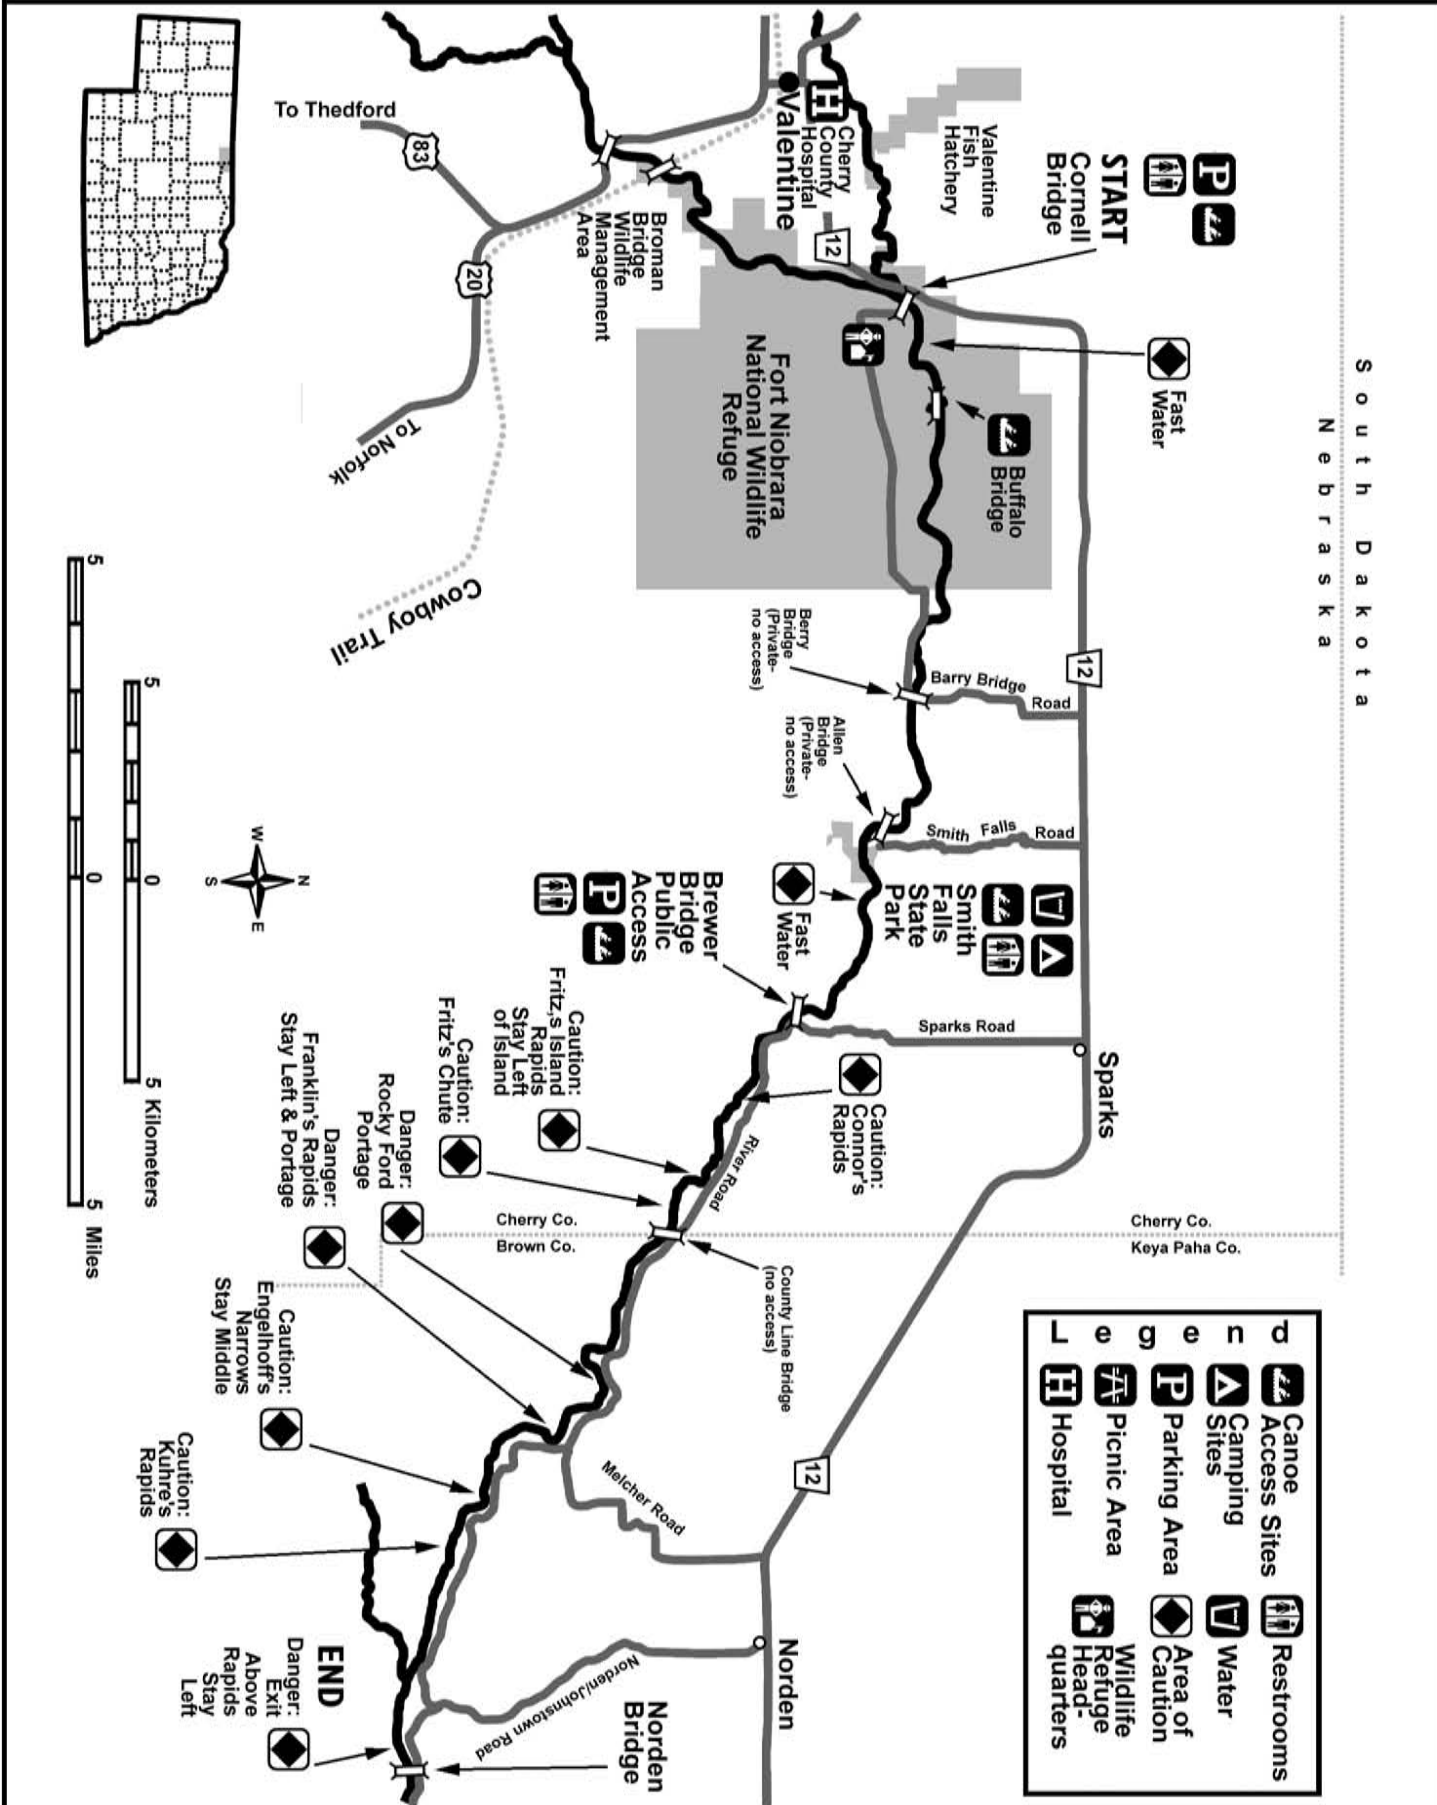 South Dakota
Nebraska
START
Cornell
Bridge
P
Valentine
Fish
Hatchery
H
Cherry
County
Hospital
Valentine
12
Fast
Water
Buffalo
Bridge
Fort Niobrara
National Wildlife
Refuge
Broman
Bridge
Wildlife
Management
Area
To Thedford
83
20
To Norfolk
Cowboy Trail
12
Barry Bridge
Road
Berry
Bridge
(Private-
no access)
Allen
Bridge
(Private-
no access)
Smith Falls Road
Smith
Falls
State
Park
Fast
Water
Brewer
Bridge
Public
Access
P
Sparks Road
Sparks
Caution:
Connor's
Rapids
River Road
Caution:
Fritz,s Island
Rapids
Stay Left
of Island
Caution:
Fritz's Chute
Danger:
Rocky Ford
Portage
Danger:
Franklin's Rapids
Stay Left & Portage
Cherry Co.
Brown Co.
Cherry Co.
Keya Paha Co.
County Line Bridge
(no access)
Caution:
Engelhoff's
Narrows
Stay Middle
Caution:
Kuhre's
Rapids
Melcher Road
12
Norden
Norden/Johnstown Road
Norden
Bridge
END
Danger:
Exit
Above
Rapids
Stay
Left
N
W
E
S
5 0 5 Kilometers
5 0 5 Miles
Legend
Canoe
Access Sites
Camping
Sites
P Parking Area
Picnic Area
H Hospital
Restrooms
Water
Area of
Caution
Wildlife
Refuge
Head-
quarters